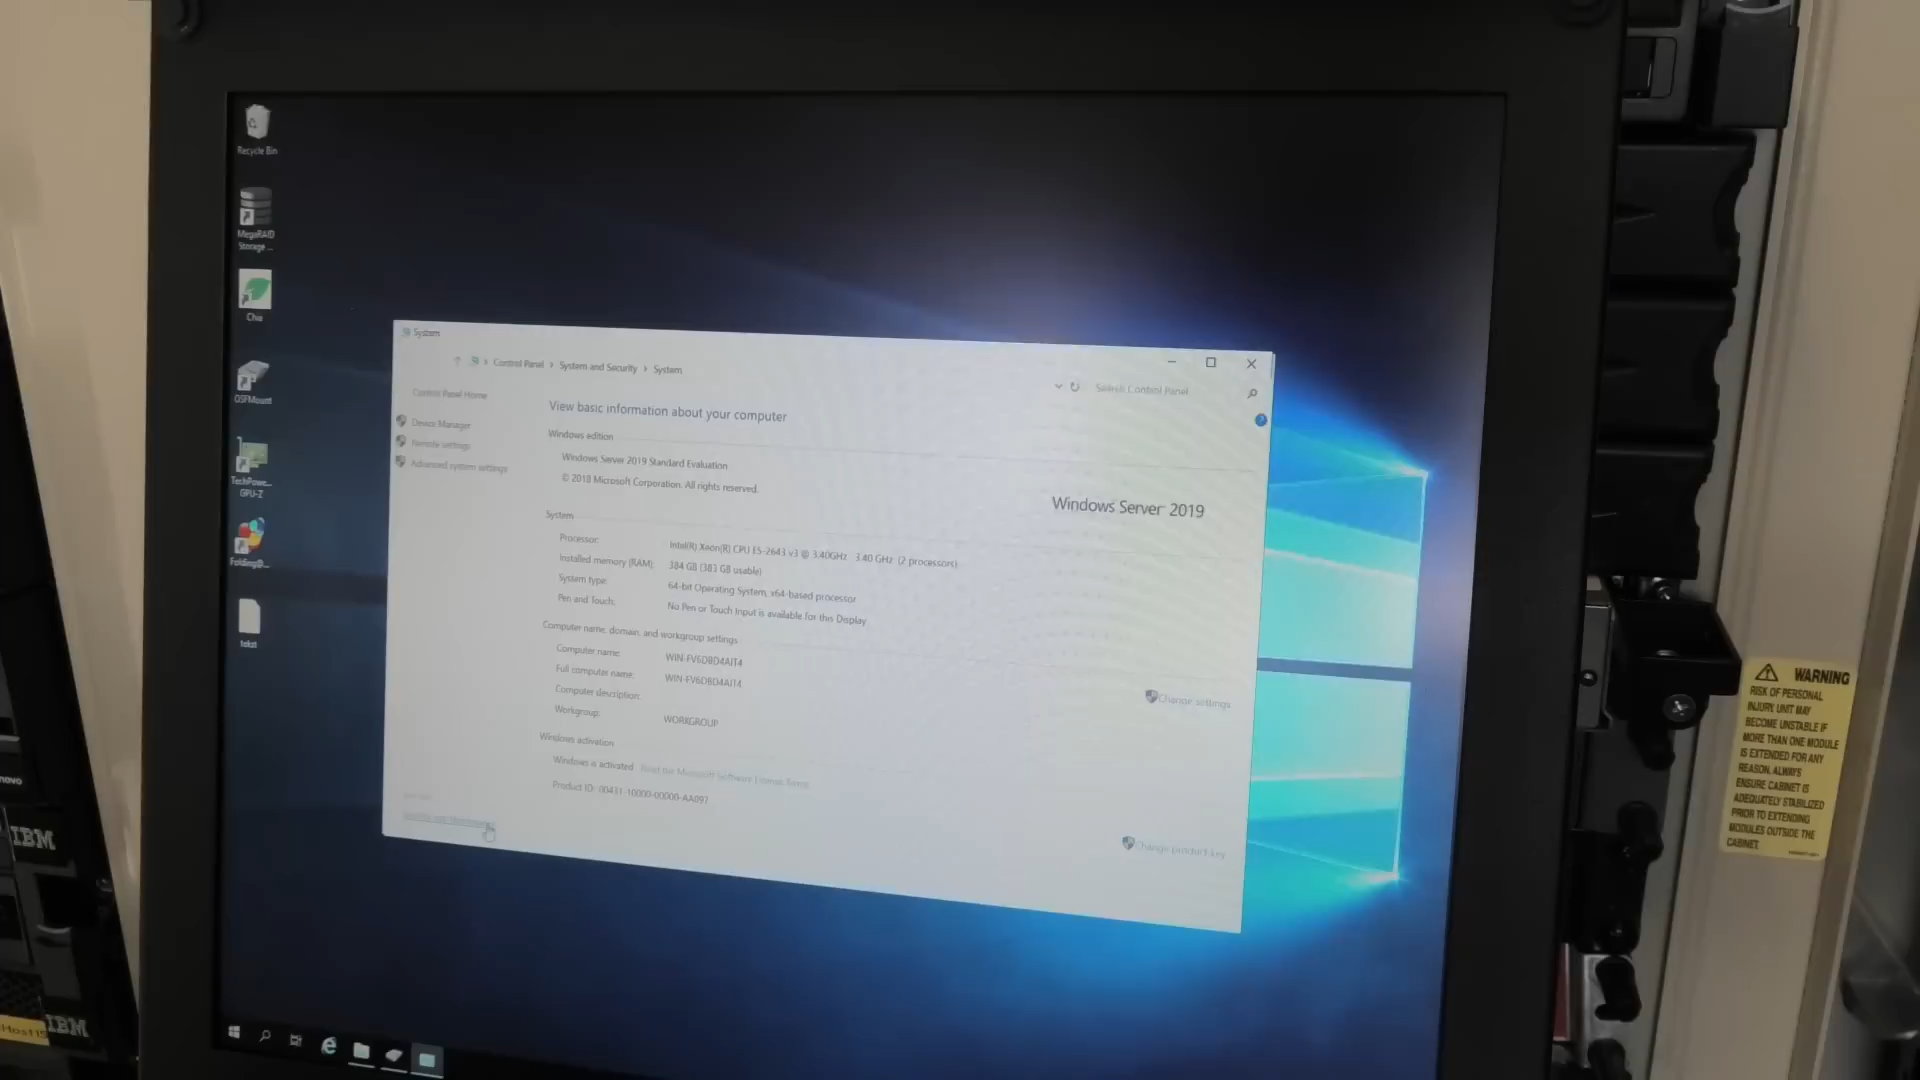 Recycle Bin
MegaRAID
Storage ...
Chia
OSFMount
TechPowe...
GPU-Z
Folding@...
tekst
System
Control Panel > System and Security > System
Search Control Panel
Control Panel Home
Device Manager
Remote settings
Advanced system settings
View basic information about your computer
Windows edition
Windows Server 2019 Standard Evaluation
© 2018 Microsoft Corporation. All rights reserved.
Windows Server 2019
System
Processor: Intel(R) Xeon(R) CPU E5-2643 v3 @ 3.40GHz 3.40 GHz (2 processors)
Installed memory (RAM): 384 GB (383 GB usable)
System type: 64-bit Operating System, x64-based processor
Pen and Touch: No Pen or Touch Input is available for this Display
Computer name, domain, and workgroup settings
Computer name: WIN-FV6DBD4AJT4
Full computer name: WIN-FV6DBD4AJT4
Computer description:
Workgroup: WORKGROUP
Change settings
Windows activation
Windows is activated Read the Microsoft Software License Terms
Product ID: 00431-10000-00000-AA097
Change product key
WARNING
RISK OF PERSONAL
INJURY. UNIT MAY
BECOME UNSTABLE IF
MORE THAN ONE MODULE
IS EXTENDED FOR ANY
REASON. ALWAYS
ENSURE CABINET IS
ADEQUATELY STABILIZED
PRIOR TO EXTENDING
MODULES OUTSIDE THE
CABINET.
novo
IBM
IBM